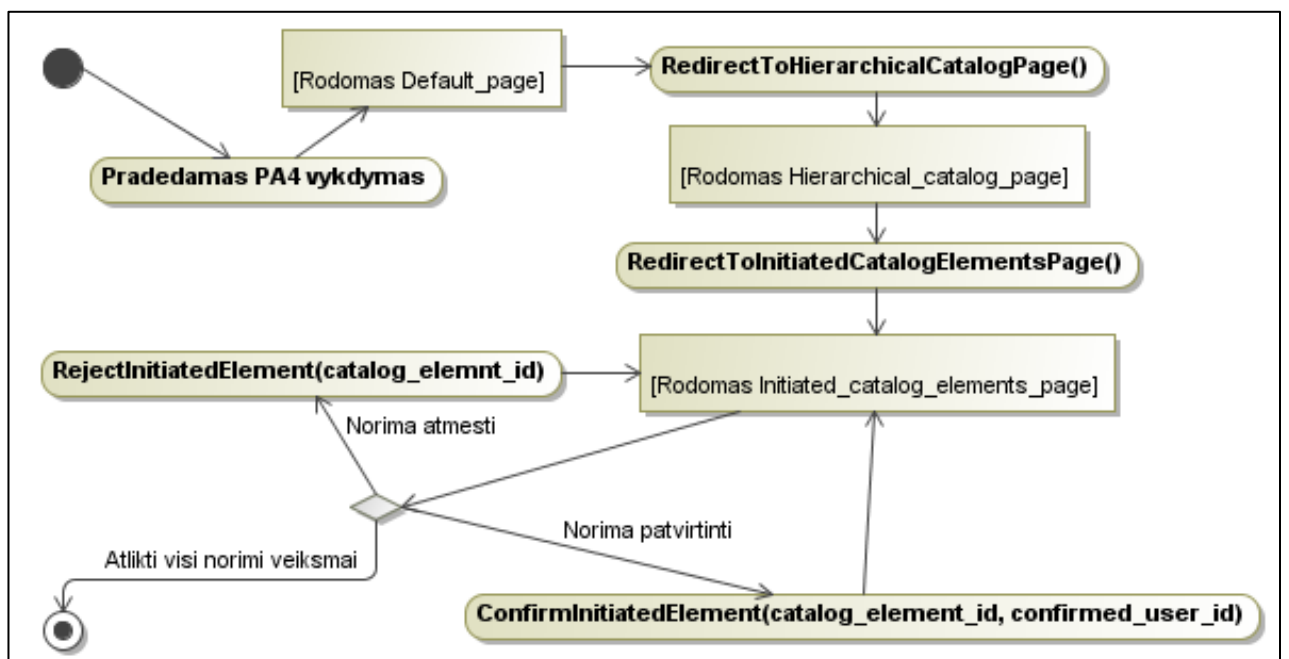 [Rodomas Default_page]
RedirectToHierarchicalCatalogPage()
Pradedamas PA4 vykdymas
[Rodomas Hierarchical_catalog_page]
RedirectToInitiatedCatalogElementsPage()
RejectInitiatedElement(catalog_elemnt_id)
[Rodomas Initiated_catalog_elements_page]
Norima atmesti
Norima patvirtinti
Atlikti visi norimi veiksmai
ConfirmInitiatedElement(catalog_element_id, confirmed_user_id)